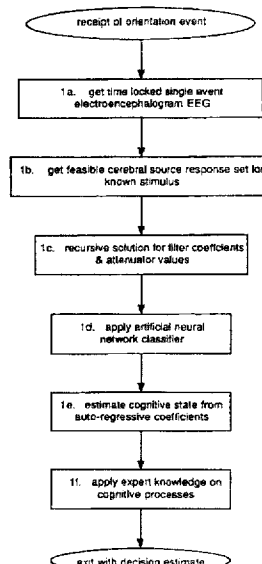 receipt of orientation event
1a. get time locked single event
electroencephalogram EEG
1b. get feasible cerebral source response set for
known stimulus
1c. recursive solution for filter coefficients
& attenuator values
1d. apply artificial neural
network classifier
1e. estimate cognitive state from
auto-regressive coefficients
1f. apply expert knowledge on
cognitive processes
exit with decision estimate